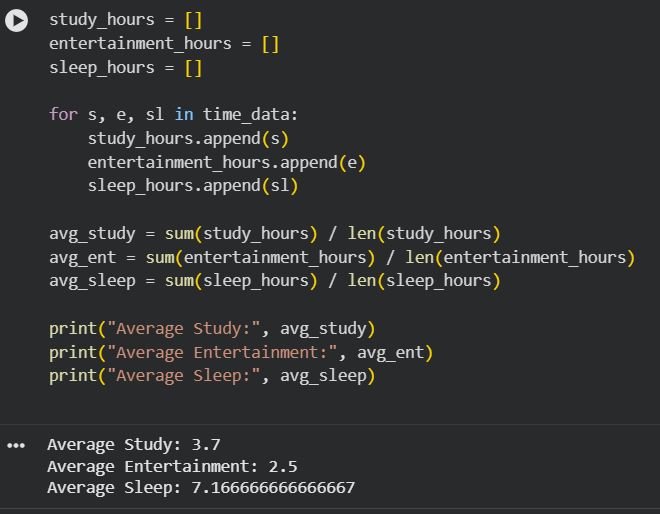 study_hours = []
entertainment_hours = []
sleep_hours = []
for s, e, sl in time_data:
    study_hours.append(s)
    entertainment_hours.append(e)
    sleep_hours.append(sl)
avg_study = sum(study_hours) / len(study_hours)
avg_ent = sum(entertainment_hours) / len(entertainment_hours)
avg_sleep = sum(sleep_hours) / len(sleep_hours)
print("Average Study:", avg_study)
print("Average Entertainment:", avg_ent)
print("Average Sleep:", avg_sleep)
Average Study: 3.7
Average Entertainment: 2.5
Average Sleep: 7.166666666666667